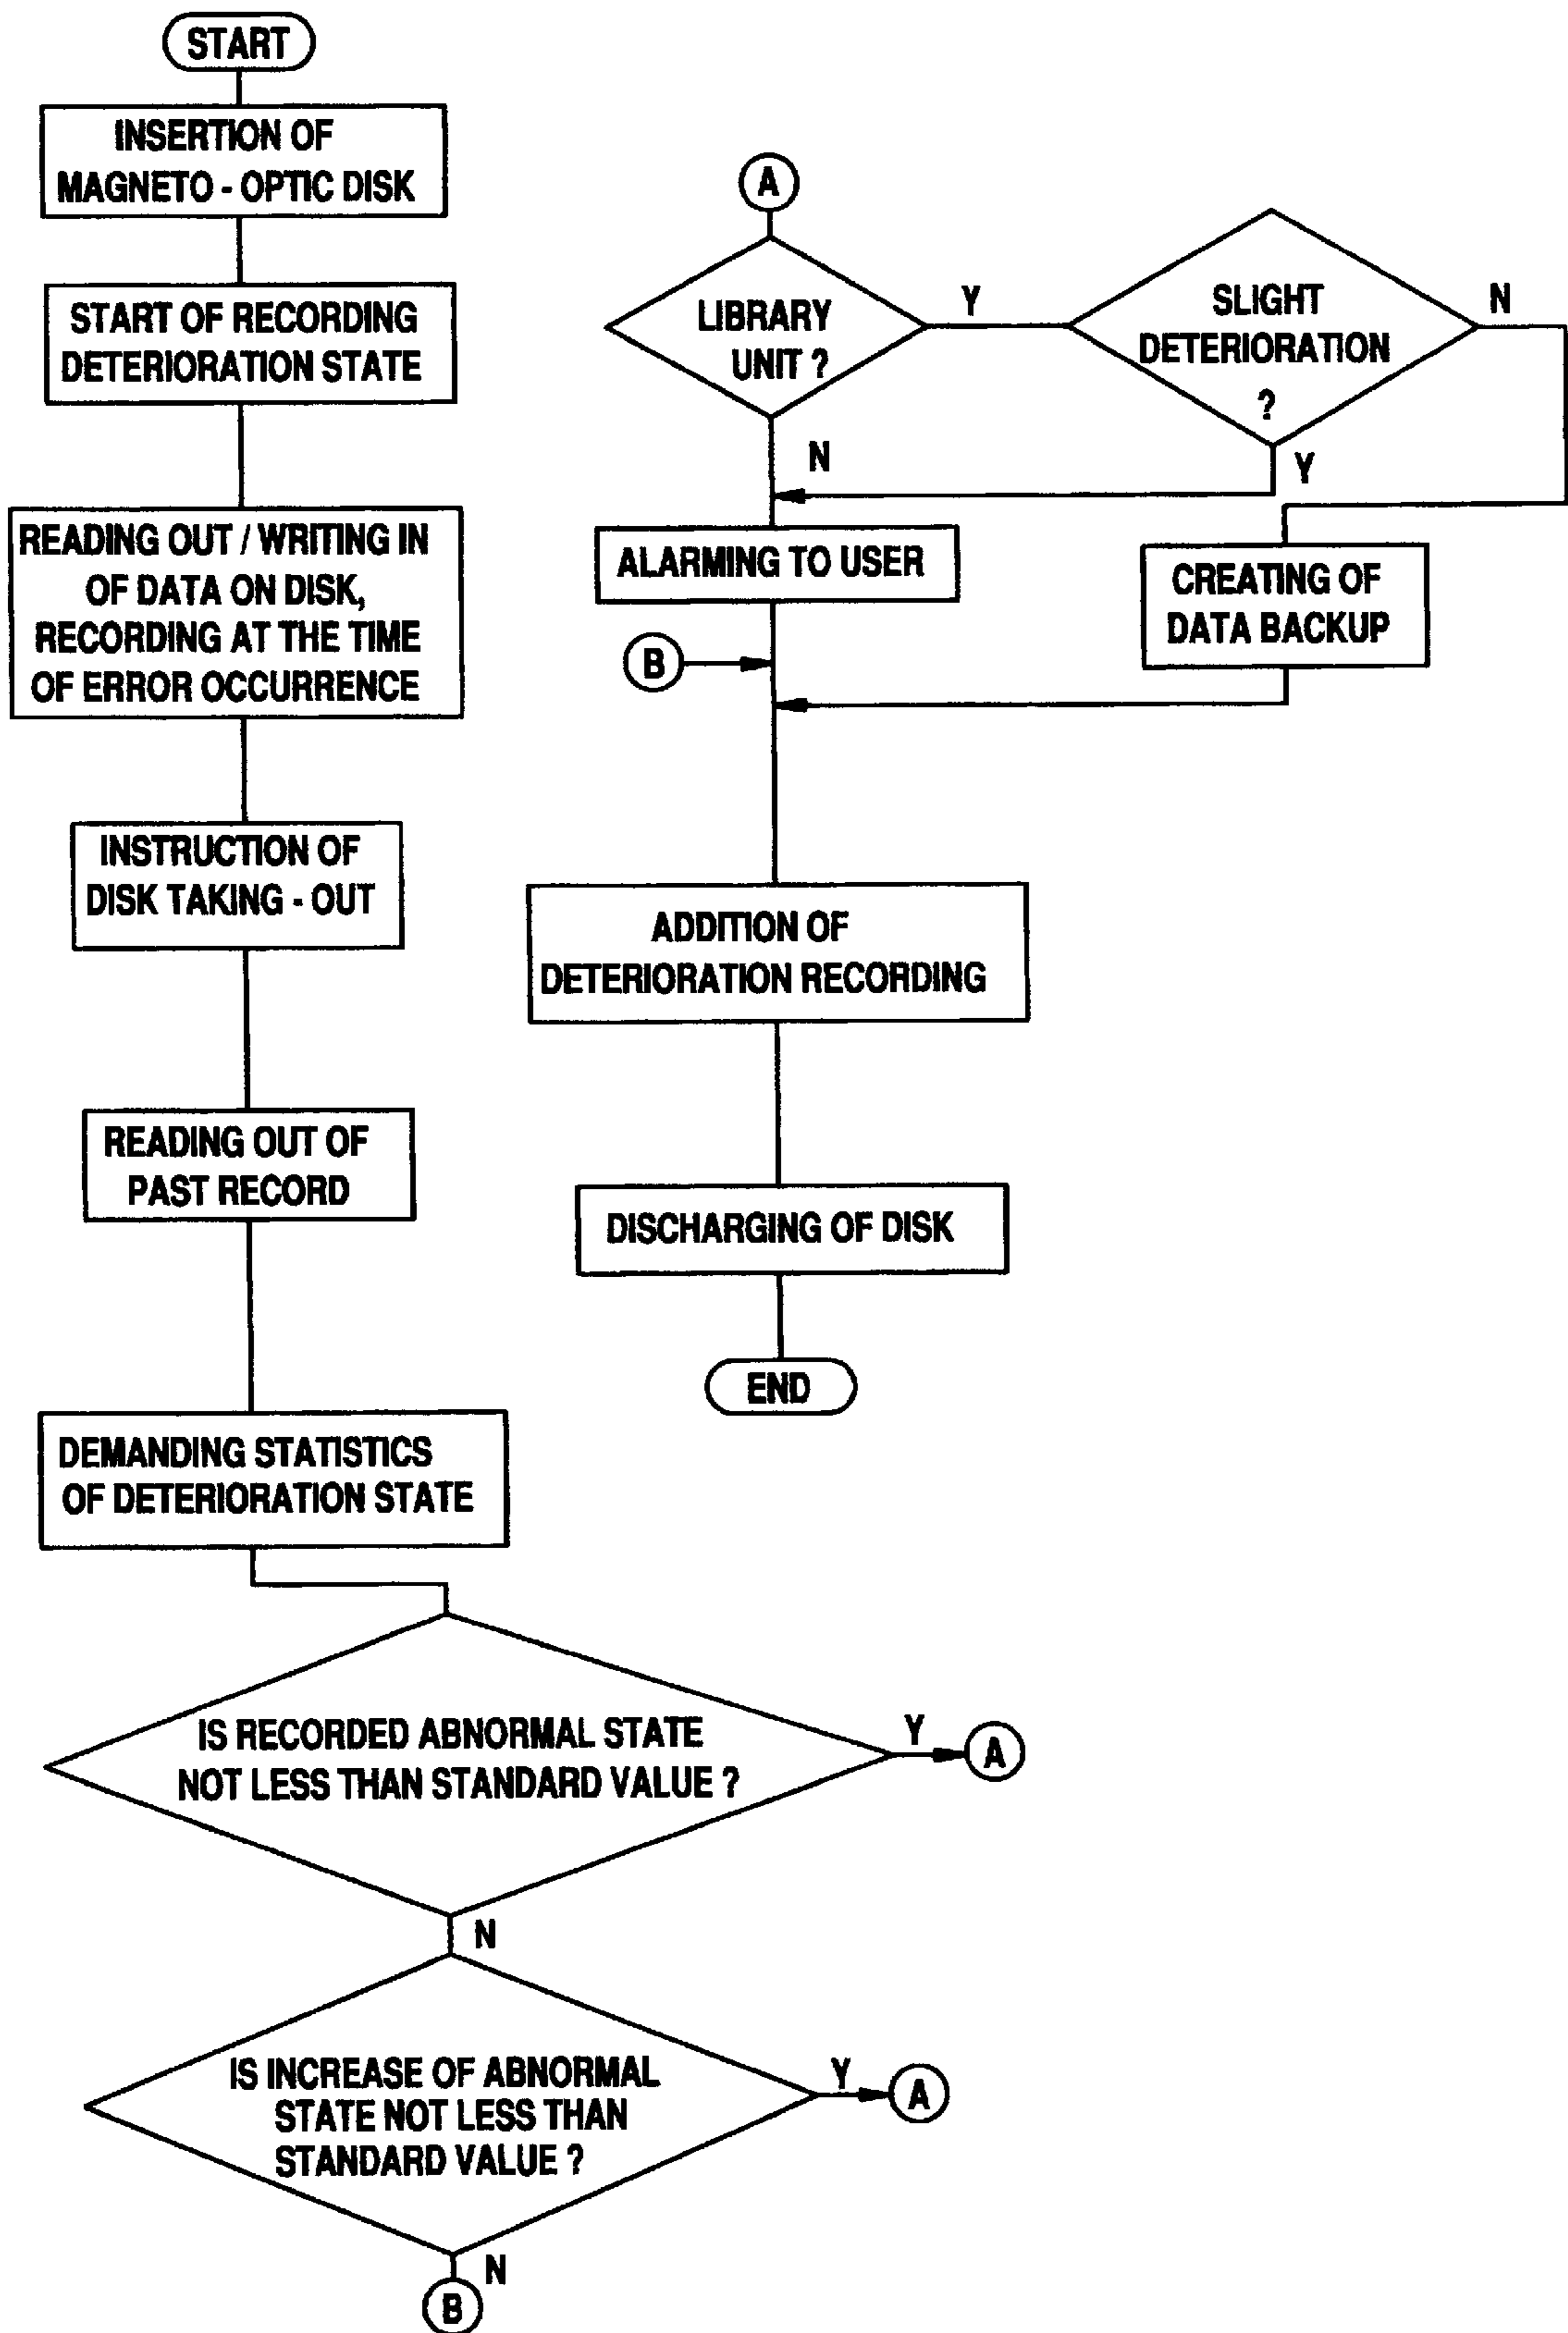 START
INSERTION OF
MAGNETO - OPTIC DISK
START OF RECORDING
DETERIORATION STATE
READING OUT / WRITING IN
OF DATA ON DISK,
RECORDING AT THE TIME
OF ERROR OCCURRENCE
INSTRUCTION OF
DISK TAKING - OUT
READING OUT OF
PAST RECORD
DEMANDING STATISTICS
OF DETERIORATION STATE
IS RECORDED ABNORMAL STATE
NOT LESS THAN STANDARD VALUE ?
Y
A
N
IS INCREASE OF ABNORMAL
STATE NOT LESS THAN
STANDARD VALUE ?
Y
A
N
B
A
LIBRARY
UNIT ?
Y
N
SLIGHT
DETERIORATION
?
N
Y
ALARMING TO USER
CREATING OF
DATA BACKUP
B
ADDITION OF
DETERIORATION RECORDING
DISCHARGING OF DISK
END